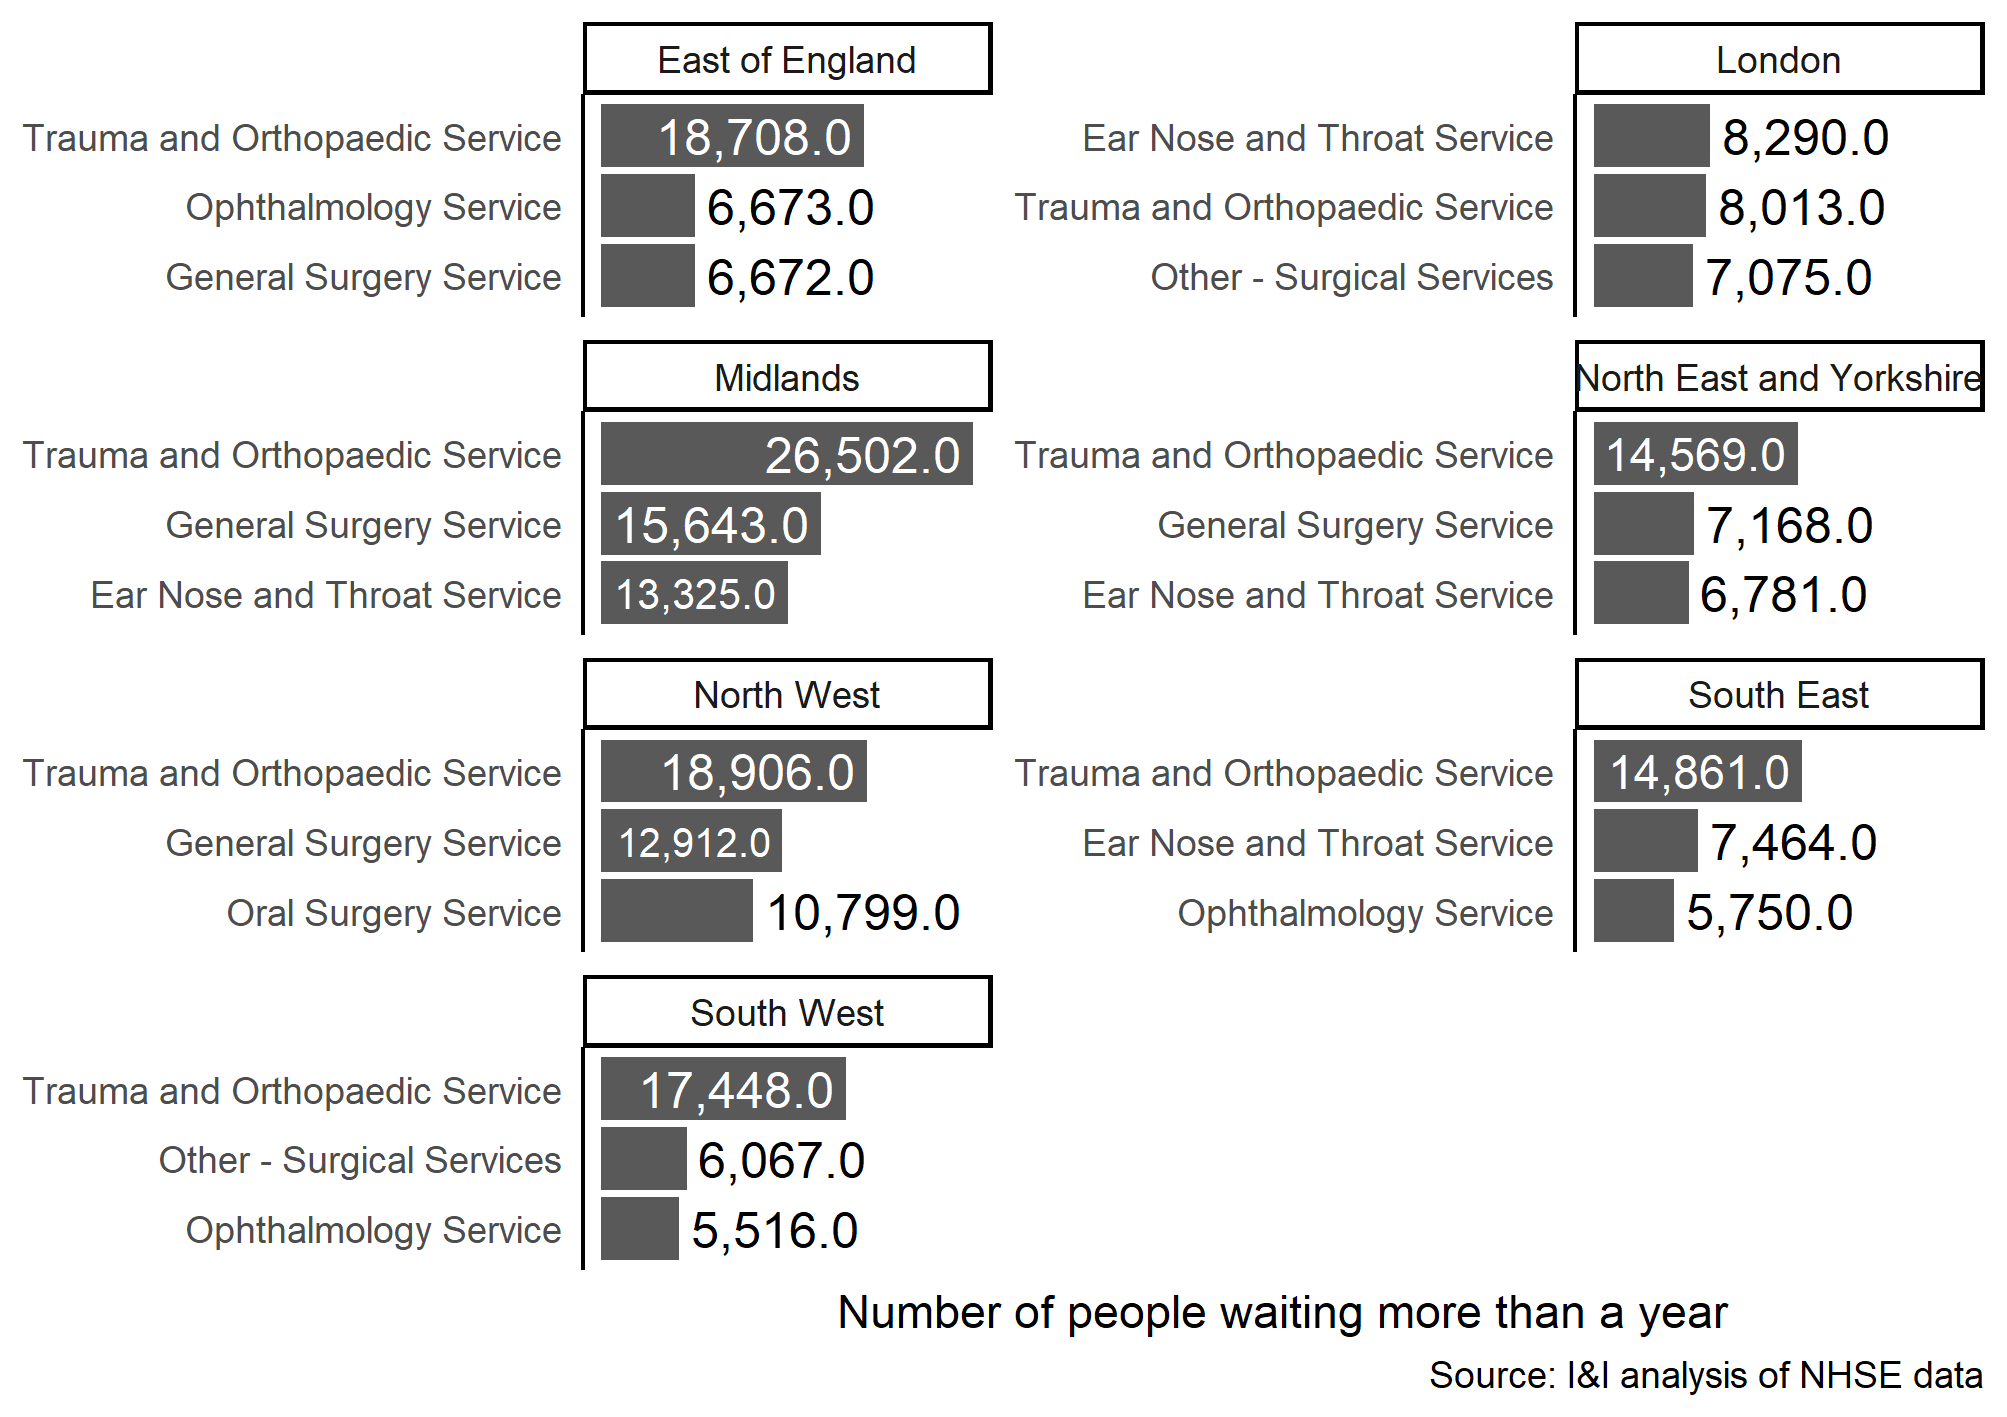 East of England
Trauma and Orthopaedic Service 18,708.0
Ophthalmology Service 6,673.0
General Surgery Service 6,672.0
London
Ear Nose and Throat Service 8,290.0
Trauma and Orthopaedic Service 8,013.0
Other - Surgical Services 7,075.0
Midlands
Trauma and Orthopaedic Service 26,502.0
General Surgery Service 15,643.0
Ear Nose and Throat Service 13,325.0
North East and Yorkshire
Trauma and Orthopaedic Service 14,569.0
General Surgery Service 7,168.0
Ear Nose and Throat Service 6,781.0
North West
Trauma and Orthopaedic Service 18,906.0
General Surgery Service 12,912.0
Oral Surgery Service 10,799.0
South East
Trauma and Orthopaedic Service 14,861.0
Ear Nose and Throat Service 7,464.0
Ophthalmology Service 5,750.0
South West
Trauma and Orthopaedic Service 17,448.0
Other - Surgical Services 6,067.0
Ophthalmology Service 5,516.0
Number of people waiting more than a year
Source: I&I analysis of NHSE data